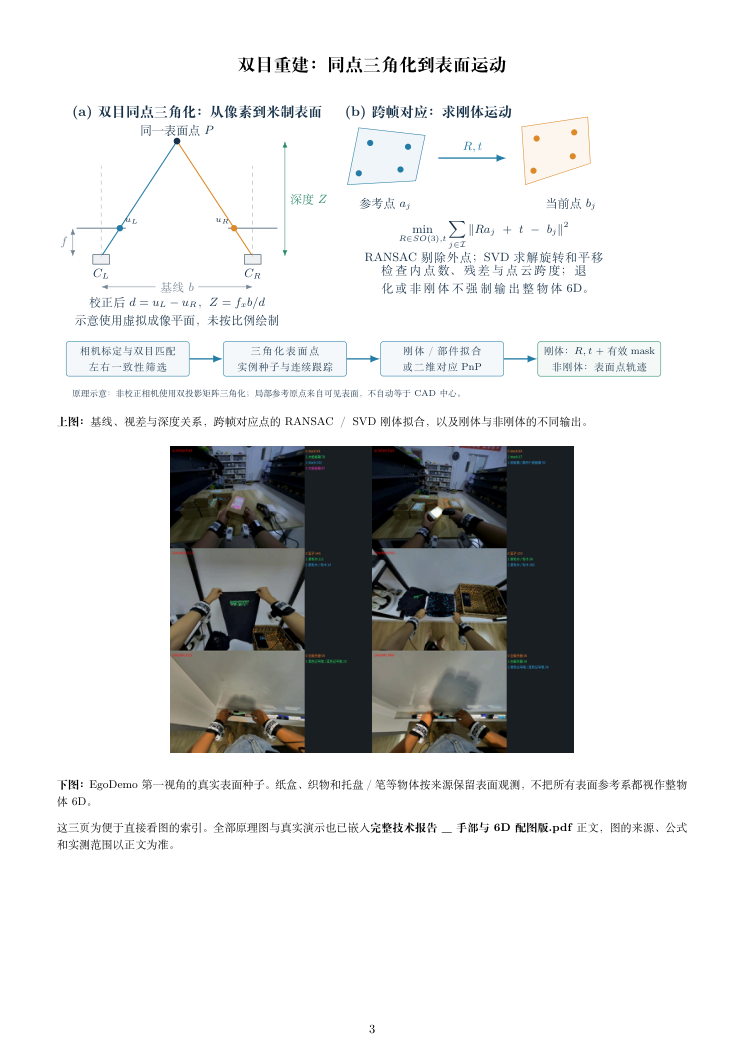 双目重建：同点三角化到表面运动
(a) 双目同点三角化：从像素到米制表面
同一表面点 P
深度 Z
u_L
u_R
f
C_L
C_R
基线 b
校正后 d = u_L − u_R，Z = f_x b/d
示意使用虚拟成像平面，未按比例绘制
(b) 跨帧对应：求刚体运动
R, t
参考点 a_j
当前点 b_j
min_{R∈SO(3),t} ∑_{j∈I} ‖Ra_j + t − b_j‖²
RANSAC 剔除外点；SVD 求解旋转和平移
检查内点数、残差与点云跨度；退
化或非刚体不强制输出整物体 6D。
相机标定与双目匹配
左右一致性筛选
三角化表面点
实例种子与连续跟踪
刚体 / 部件拟合
或二维对应 PnP
刚体：R, t + 有效 mask
非刚体：表面点轨迹
原理示意：非校正相机使用双投影矩阵三角化；局部参考原点来自可见表面，不自动等于 CAD 中心。
上图：基线、视差与深度关系，跨帧对应点的 RANSAC / SVD 刚体拟合，以及刚体与非刚体的不同输出。
下图：EgoDemo 第一视角的真实表面种子。纸盒、织物和托盘 / 笔等物体按来源保留表面观测，不把所有表面参考系都视作整物
体 6D。
这三页为便于直接看图的索引。全部原理图与真实演示也已嵌入完整技术报告 _ 手部与 6D 配图版.pdf 正文，图的来源、公式
和实测范围以正文为准。
3